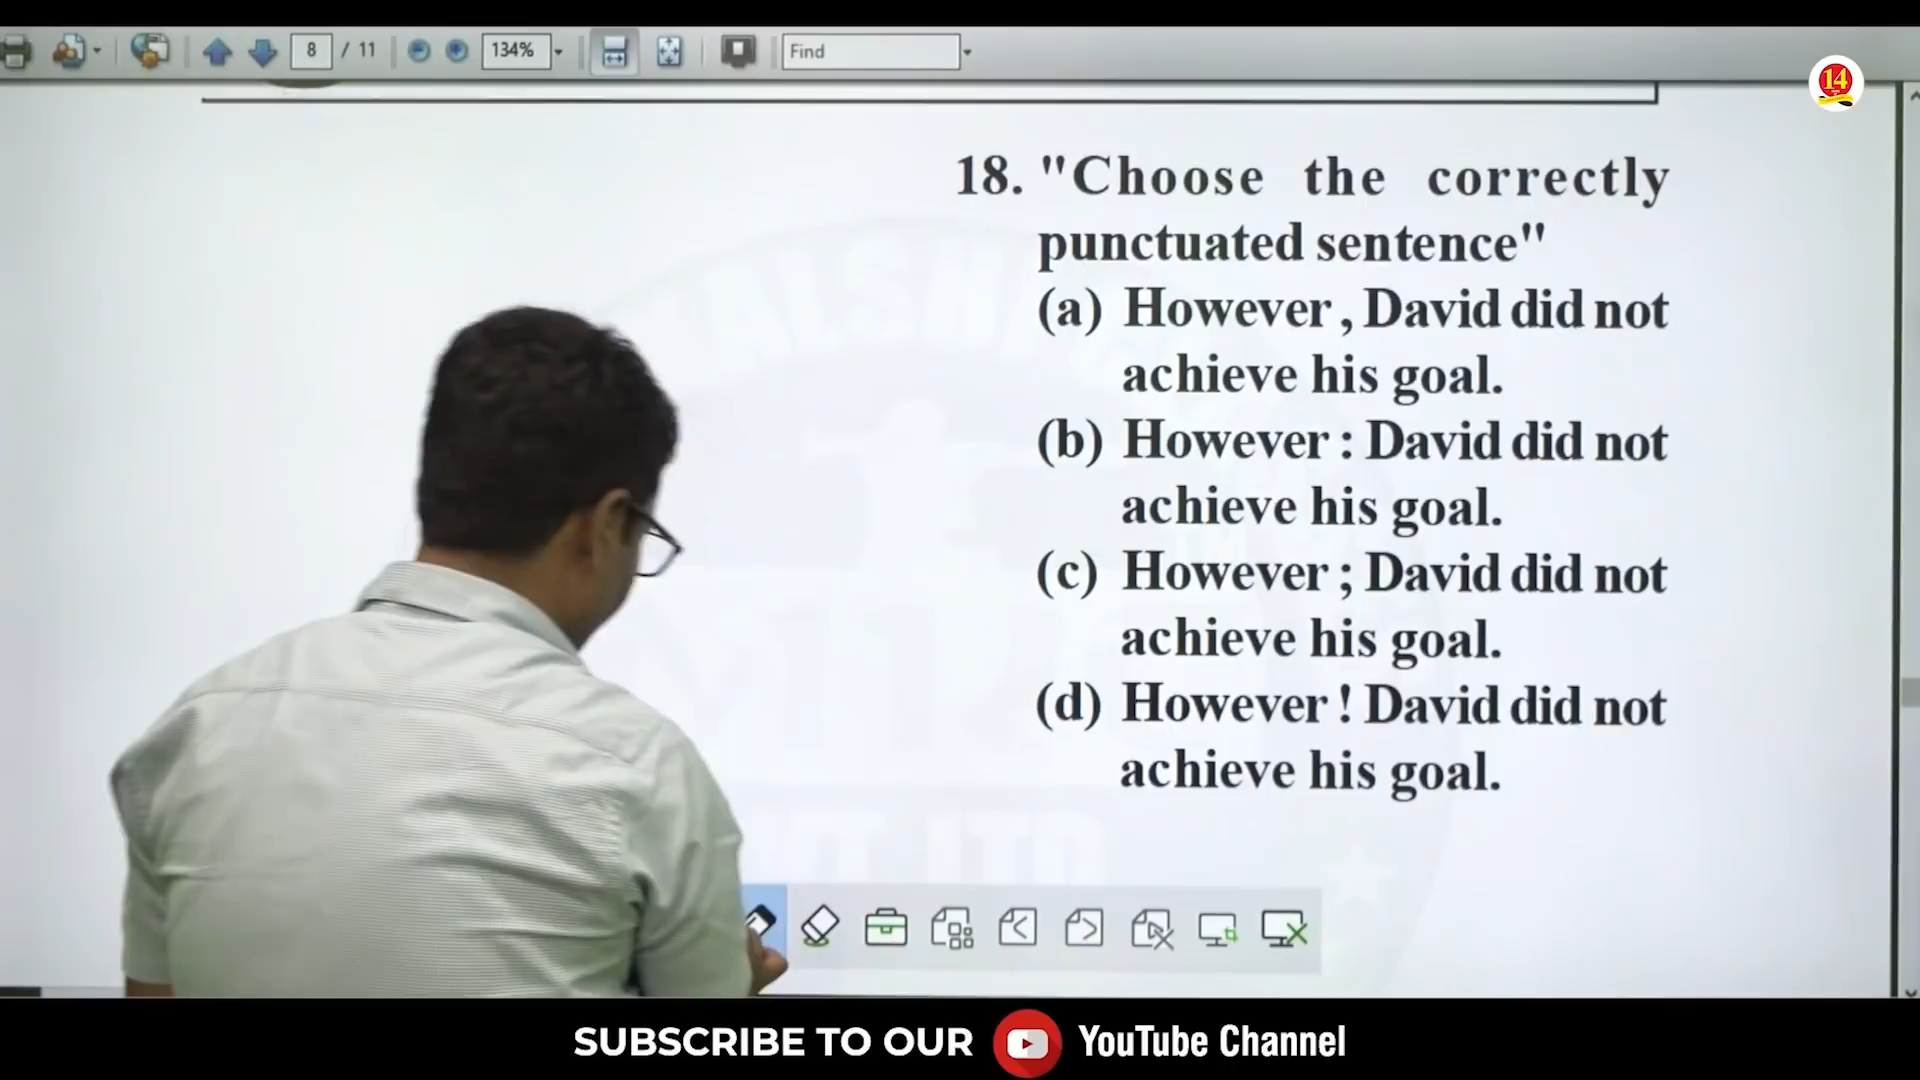 8 / 11
134%
Find
14
18. "Choose the correctly
punctuated sentence"
(a) However , David did not
achieve his goal.
(b) However : David did not
achieve his goal.
(c) However ; David did not
achieve his goal.
(d) However ! David did not
achieve his goal.
SUBSCRIBE TO OUR YouTube Channel